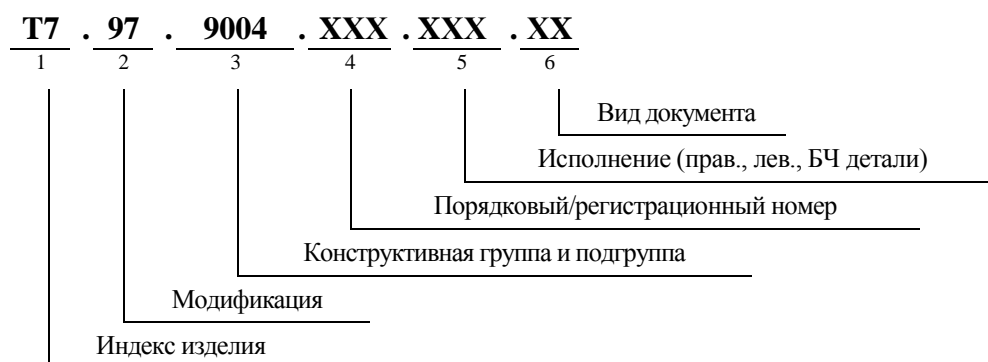 Т7 . 97 . 9004 . XXX . XXX . XX
1 2 3 4 5 6
Вид документа
Исполнение (прав., лев., БЧ детали)
Порядковый/регистрационный номер
Конструктивная группа и подгруппа
Модификация
Индекс изделия